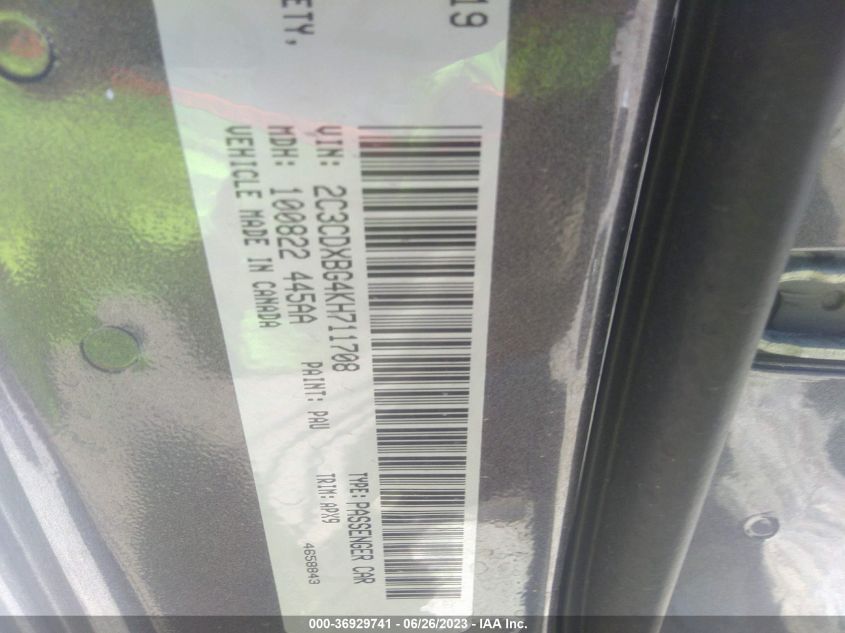 19
ETY,
VIN: 2C3CDXBG4KH711708
TYPE: PASSENGER CAR
MDH: 100822 445AA
PAINT: PAU
TRIM: APX9
VEHICLE MADE IN CANADA
4658843
000-36929741 - 06/26/2023 - IAA Inc.